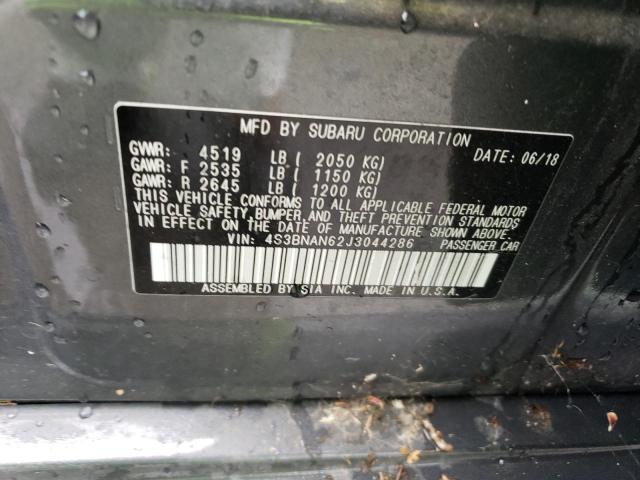 MFD BY SUBARU CORPORATION
GVWR: 4519 LB ( 2050 KG) DATE: 06/18
GAWR: F 2535 LB ( 1150 KG)
GAWR: R 2645 LB ( 1200 KG)
THIS VEHICLE CONFORMS TO ALL APPLICABLE FEDERAL MOTOR
VEHICLE SAFETY, BUMPER, AND THEFT PREVENTION STANDARDS
IN EFFECT ON THE DATE OF MANUFACTURE SHOWN ABOVE.
VIN: 4S3BNAN62J3044286 PASSENGER CAR
ASSEMBLED BY SIA INC. MADE IN U.S.A.